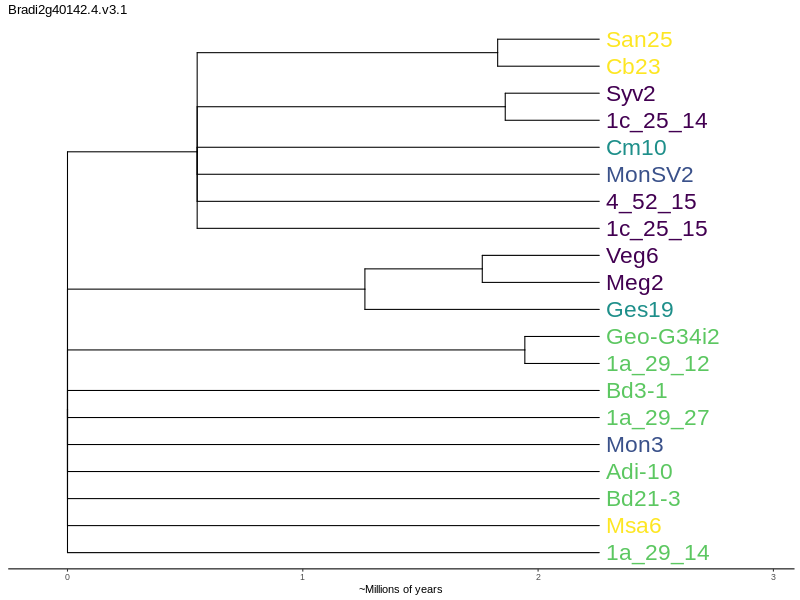 Bradi2g40142.4.v3.1
San25
Cb23
Syv2
1c_25_14
Cm10
MonSV2
4_52_15
1c_25_15
Veg6
Meg2
Ges19
Geo-G34i2
1a_29_12
Bd3-1
1a_29_27
Mon3
Adi-10
Bd21-3
Msa6
1a_29_14
0 1 2 3
~Millions of years